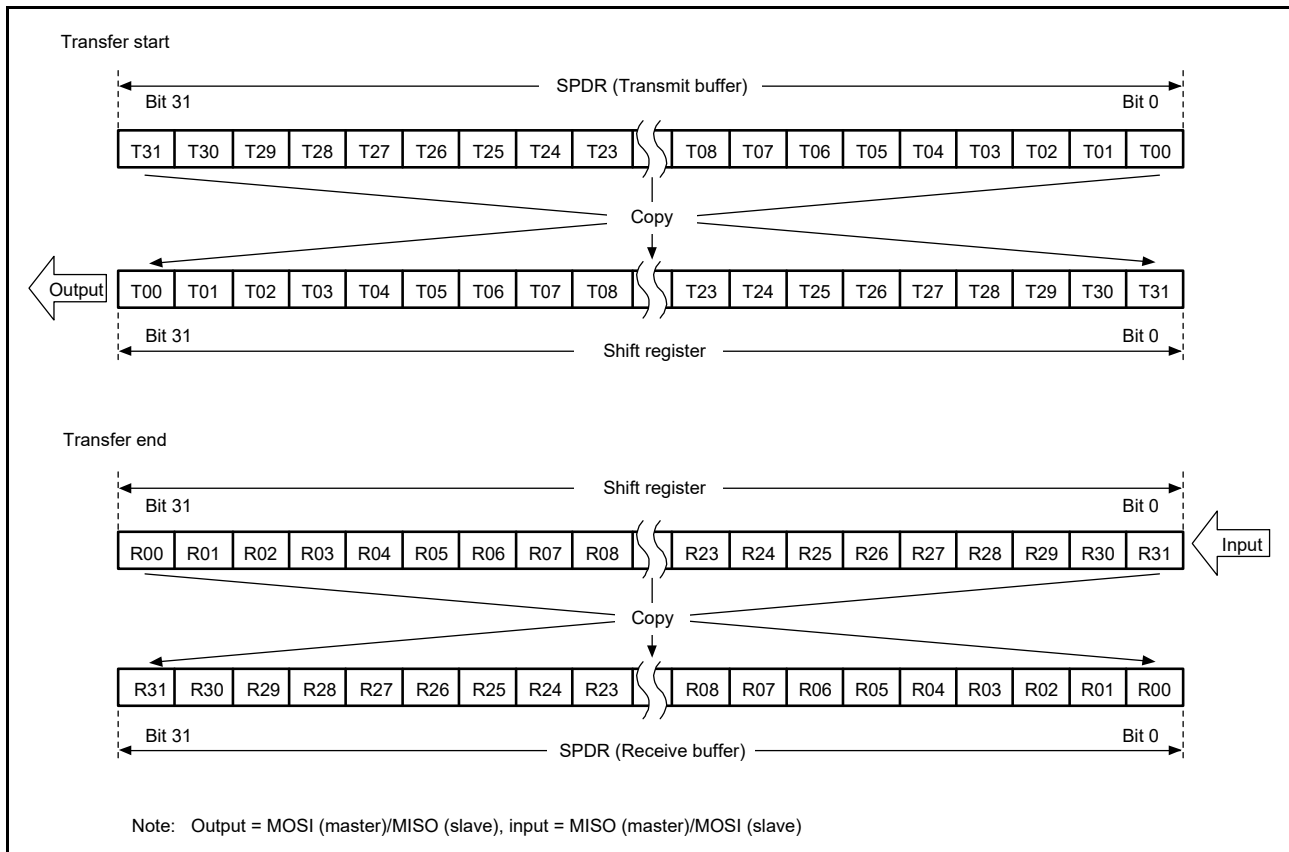 Transfer start
SPDR (Transmit buffer)
Bit 31 Bit 0
T31 T30 T29 T28 T27 T26 T25 T24 T23 T08 T07 T06 T05 T04 T03 T02 T01 T00
Copy
Output T00 T01 T02 T03 T04 T05 T06 T07 T08 T23 T24 T25 T26 T27 T28 T29 T30 T31
Bit 31 Bit 0
Shift register
Transfer end
Shift register
Bit 31 Bit 0
R00 R01 R02 R03 R04 R05 R06 R07 R08 R23 R24 R25 R26 R27 R28 R29 R30 R31 Input
Copy
R31 R30 R29 R28 R27 R26 R25 R24 R23 R08 R07 R06 R05 R04 R03 R02 R01 R00
Bit 31 Bit 0
SPDR (Receive buffer)
Note: Output = MOSI (master)/MISO (slave), input = MISO (master)/MOSI (slave)